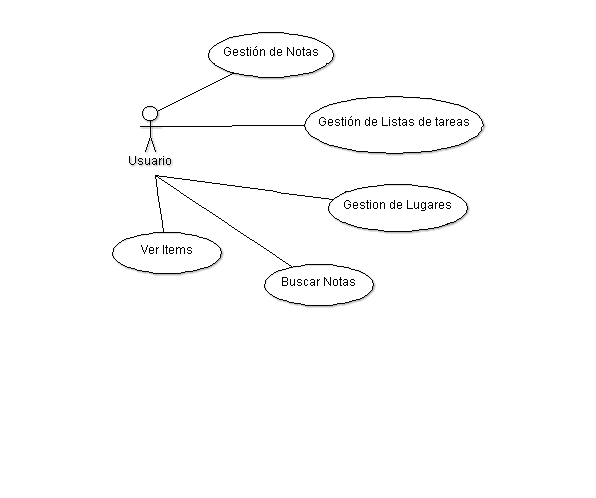 Gestión de Notas
Gestión de Listas de tareas
Usuario
Gestion de Lugares
Ver Items
Buscar Notas